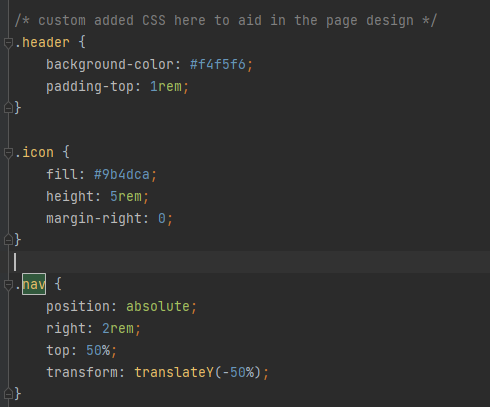 /* custom added CSS here to aid in the page design */
.header {
    background-color: #f4f5f6;
    padding-top: 1rem;
}
.icon {
    fill: #9b4dca;
    height: 5rem;
    margin-right: 0;
}
.nav {
    position: absolute;
    right: 2rem;
    top: 50%;
    transform: translateY(-50%);
}